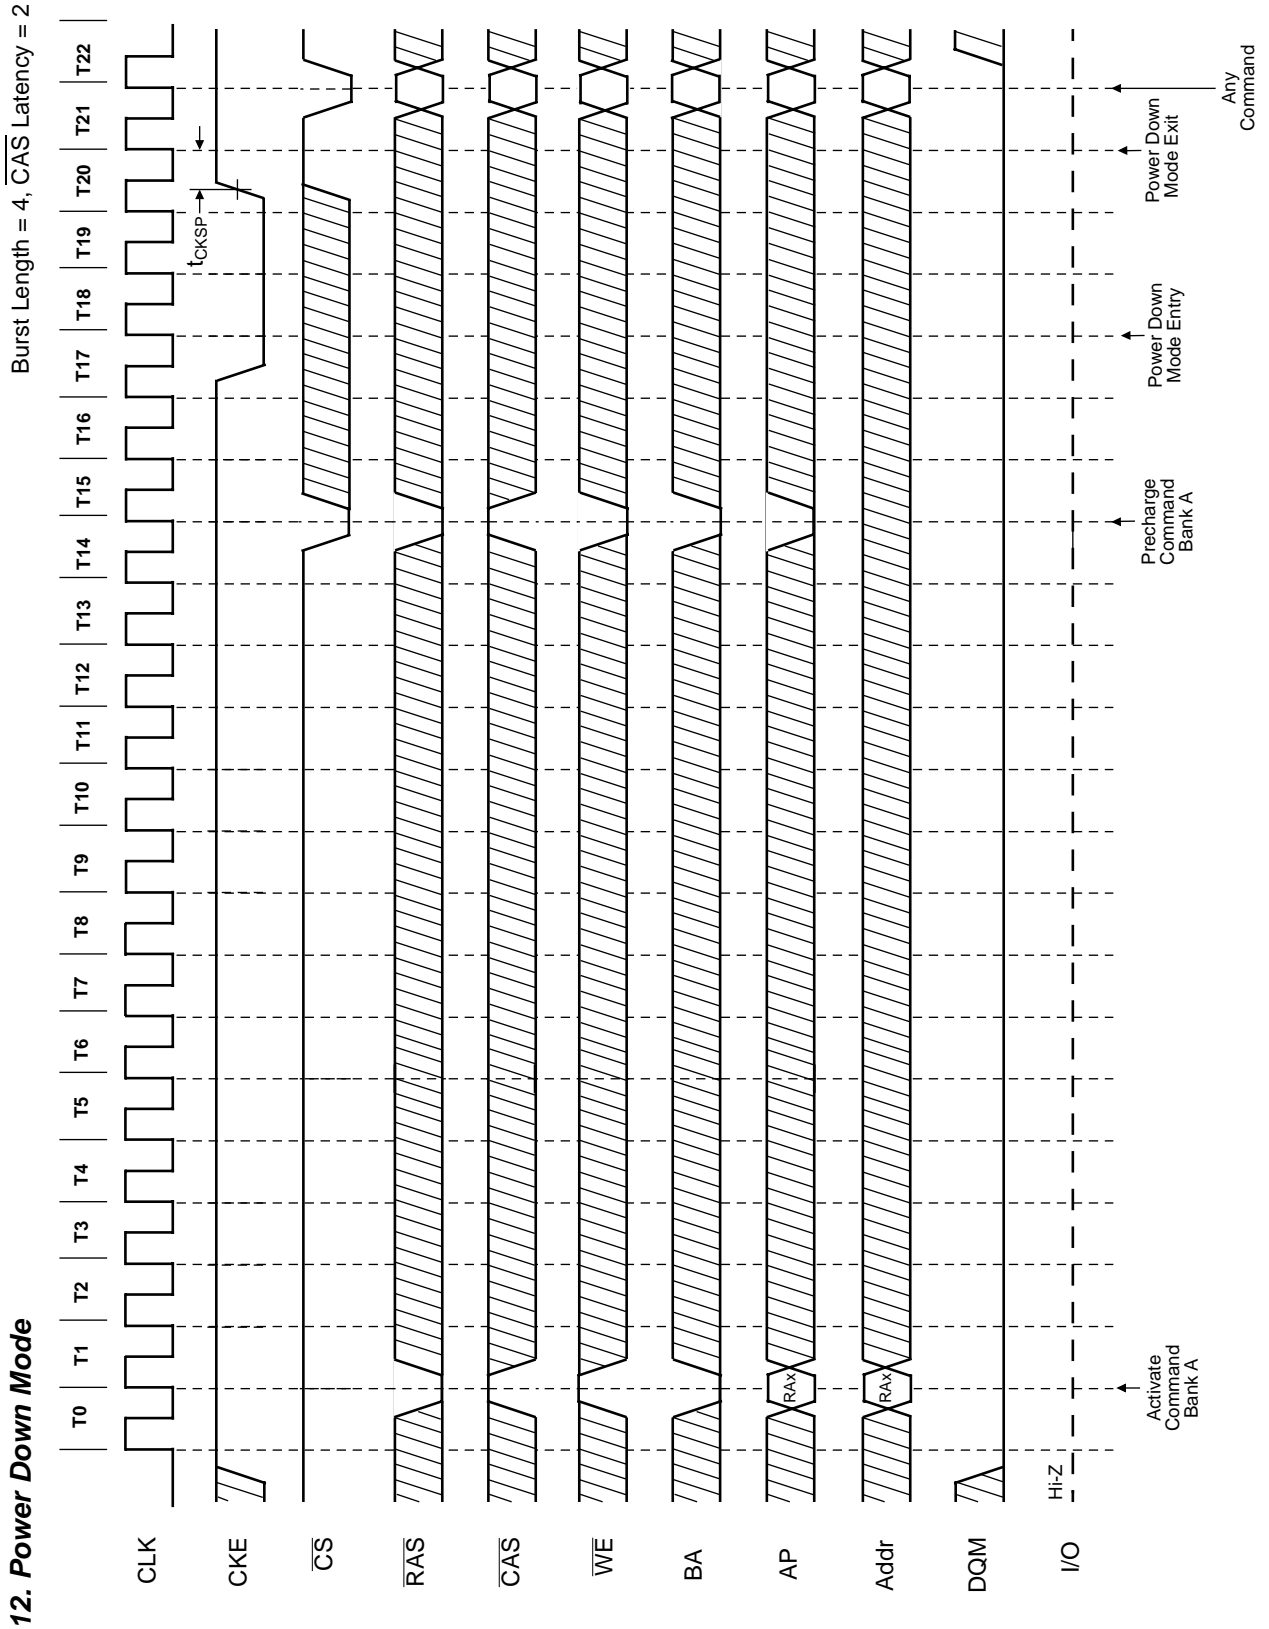 12. Power Down Mode
Burst Length = 4, CAS Latency = 2
T0 T1 T2 T3 T4 T5 T6 T7 T8 T9 T10 T11 T12 T13 T14 T15 T16 T17 T18 T19 T20 T21 T22
CLK
tCKSP
CKE
CS
RAS
CAS
WE
BA
AP
RAx
Addr
RAx
DQM
Hi-Z
I/O
Activate
Command
Bank A
Precharge
Command
Bank A
Power Down
Mode Entry
Power Down
Mode Exit
Any
Command